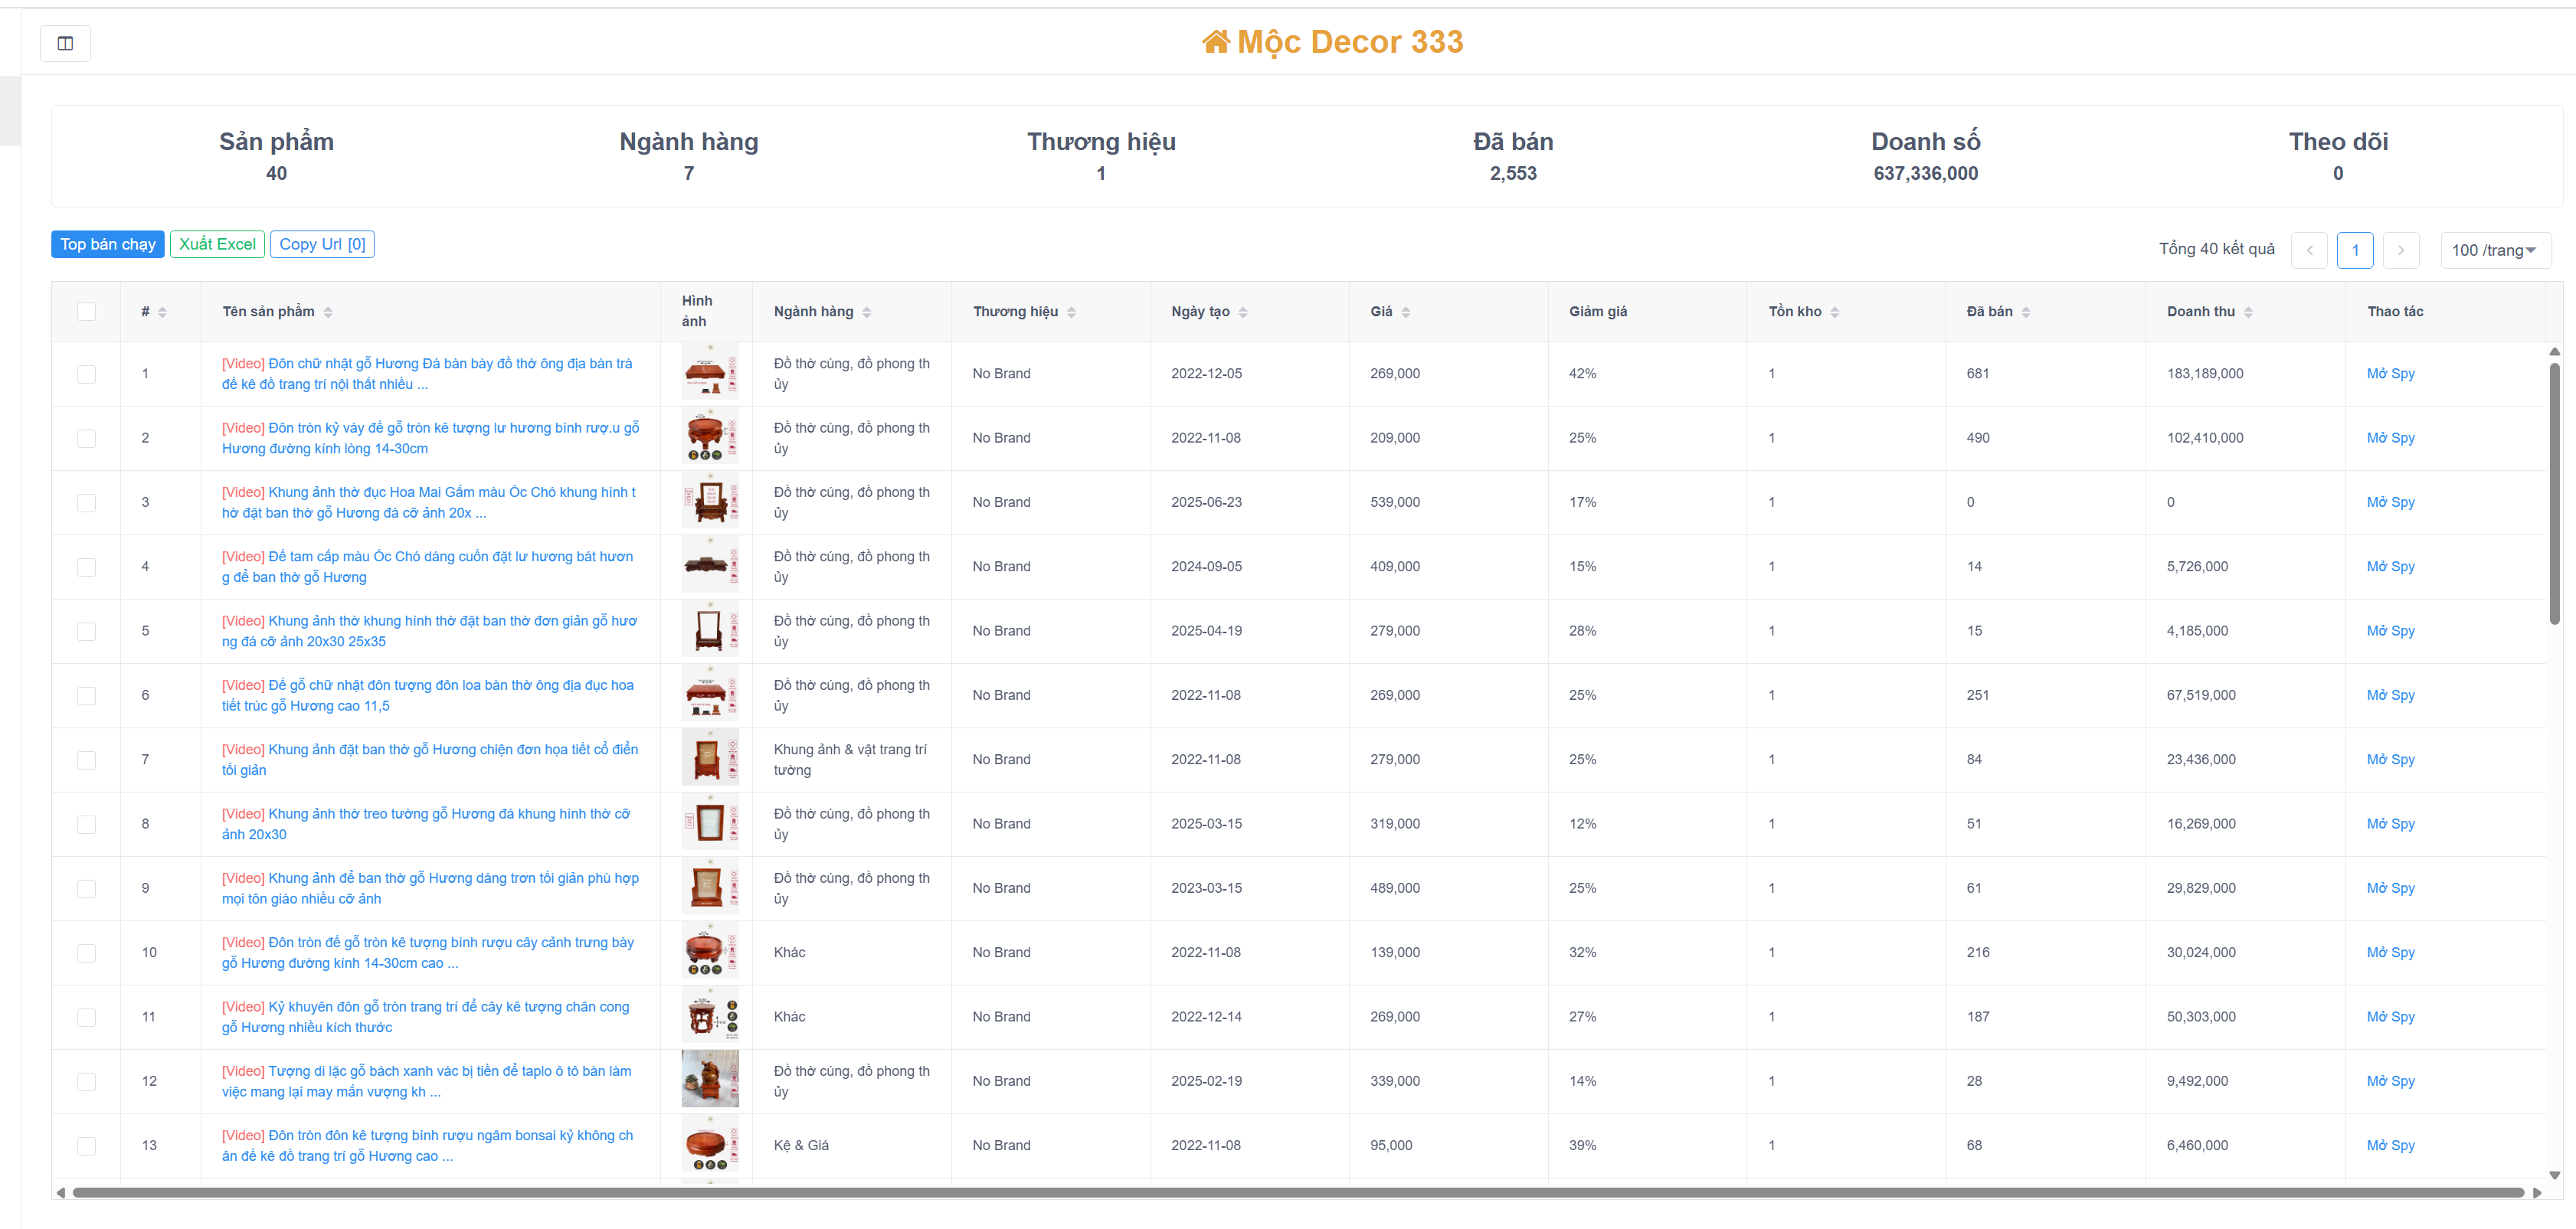 Mộc Decor 333
Sản phẩm
40
Ngành hàng
7
Thương hiệu
1
Đã bán
2,553
Doanh số
637,336,000
Theo dõi
0
Top bán chạy Xuất Excel Copy Url [0]
Tổng 40 kết quả 1 100 /trang
# Tên sản phẩm Hình ảnh Ngành hàng Thương hiệu Ngày tạo Giá Giảm giá Tồn kho Đã bán Doanh thu Thao tác
1
[Video] Đôn chữ nhật gỗ Hương Đá bàn bày đồ thờ ông địa bàn trà
đế kê đồ trang trí nội thất nhiều ...
Đồ thờ cúng, đồ phong th
ủy
No Brand 2022-12-05 269,000 42% 1 681 183,189,000 Mở Spy
2
[Video] Đôn tròn kỷ váy đế gỗ tròn kê tượng lư hương bình rượ.u gỗ
Hương đường kính lòng 14-30cm
Đồ thờ cúng, đồ phong th
ủy
No Brand 2022-11-08 209,000 25% 1 490 102,410,000 Mở Spy
3
[Video] Khung ảnh thờ đục Hoa Mai Gấm màu Óc Chó khung hình t
hờ đặt ban thờ gỗ Hương đá cỡ ảnh 20x ...
Đồ thờ cúng, đồ phong th
ủy
No Brand 2025-06-23 539,000 17% 1 0 0 Mở Spy
4
[Video] Đế tam cấp màu Óc Chó dáng cuốn đặt lư hương bát hươn
g để ban thờ gỗ Hương
Đồ thờ cúng, đồ phong th
ủy
No Brand 2024-09-05 409,000 15% 1 14 5,726,000 Mở Spy
5
[Video] Khung ảnh thờ khung hình thờ đặt ban thờ đơn giản gỗ hươ
ng đá cỡ ảnh 20x30 25x35
Đồ thờ cúng, đồ phong th
ủy
No Brand 2025-04-19 279,000 28% 1 15 4,185,000 Mở Spy
6
[Video] Đế gỗ chữ nhật đôn tượng đôn loa bàn thờ ông địa đục hoa
tiết trúc gỗ Hương cao 11,5
Đồ thờ cúng, đồ phong th
ủy
No Brand 2022-11-08 269,000 25% 1 251 67,519,000 Mở Spy
7
[Video] Khung ảnh đặt ban thờ gỗ Hương chiện đơn họa tiết cổ điển
tối giản
Khung ảnh & vật trang trí
tường
No Brand 2022-11-08 279,000 25% 1 84 23,436,000 Mở Spy
8
[Video] Khung ảnh thờ treo tường gỗ Hương đá khung hình thờ cỡ
ảnh 20x30
Đồ thờ cúng, đồ phong th
ủy
No Brand 2025-03-15 319,000 12% 1 51 16,269,000 Mở Spy
9
[Video] Khung ảnh để ban thờ gỗ Hương dáng trơn tối giản phù hợp
mọi tôn giáo nhiều cỡ ảnh
Đồ thờ cúng, đồ phong th
ủy
No Brand 2023-03-15 489,000 25% 1 61 29,829,000 Mở Spy
10
[Video] Đôn tròn đế gỗ tròn kê tượng bình rượu cây cảnh trưng bày
gỗ Hương đường kính 14-30cm cao ...
Khác
No Brand 2022-11-08 139,000 32% 1 216 30,024,000 Mở Spy
11
[Video] Kỷ khuyên đôn gỗ tròn trang trí để cây kê tượng chân cong
gỗ Hương nhiều kích thước
Khác
No Brand 2022-12-14 269,000 27% 1 187 50,303,000 Mở Spy
12
[Video] Tượng di lặc gỗ bách xanh vác bị tiền để taplo ô tô bàn làm
việc mang lại may mắn vượng kh ...
Đồ thờ cúng, đồ phong th
ủy
No Brand 2025-02-19 339,000 14% 1 28 9,492,000 Mở Spy
13
[Video] Đôn tròn đôn kê tượng bình rượu ngâm bonsai kỷ không ch
ân đế kê đồ trang trí gỗ Hương cao ...
Kệ & Giá
No Brand 2022-11-08 95,000 39% 1 68 6,460,000 Mở Spy